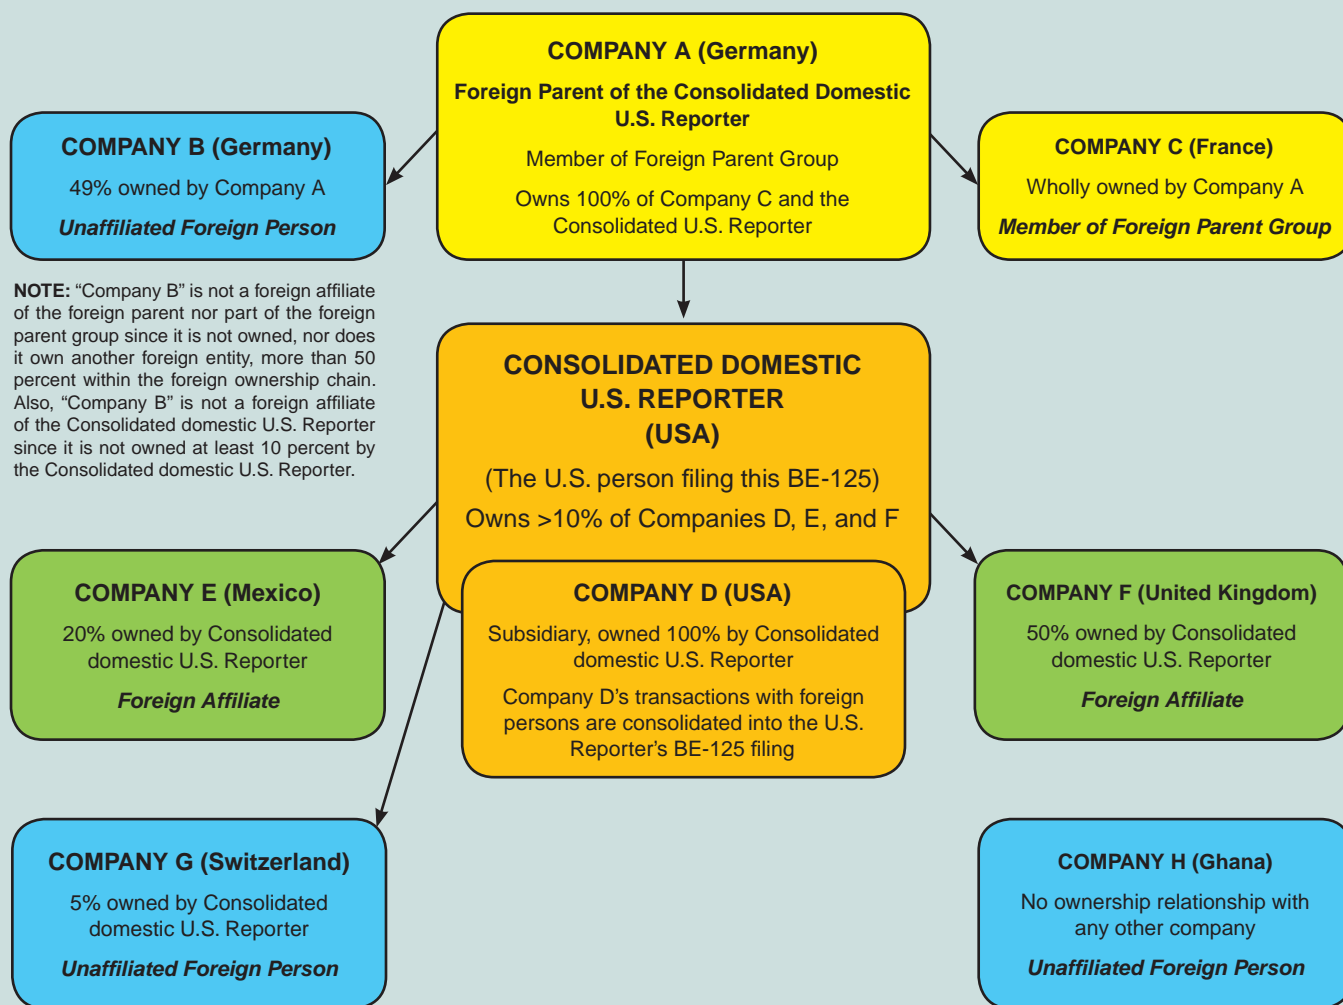 COMPANY A (Germany)
Foreign Parent of the Consolidated Domestic
U.S. Reporter
Member of Foreign Parent Group
Owns 100% of Company C and the
Consolidated U.S. Reporter
COMPANY B (Germany)
49% owned by Company A
Unaffiliated Foreign Person
COMPANY C (France)
Wholly owned by Company A
Member of Foreign Parent Group
NOTE: “Company B” is not a foreign affiliate
of the foreign parent nor part of the foreign
parent group since it is not owned, nor does
it own another foreign entity, more than 50
percent within the foreign ownership chain.
Also, “Company B” is not a foreign affiliate
of the Consolidated domestic U.S. Reporter
since it is not owned at least 10 percent by
the Consolidated domestic U.S. Reporter.
CONSOLIDATED DOMESTIC
U.S. REPORTER
(USA)
(The U.S. person filing this BE-125)
Owns >10% of Companies D, E, and F
COMPANY E (Mexico)
20% owned by Consolidated
domestic U.S. Reporter
Foreign Affiliate
COMPANY D (USA)
Subsidiary, owned 100% by Consolidated
domestic U.S. Reporter
Company D’s transactions with foreign
persons are consolidated into the U.S.
Reporter’s BE-125 filing
COMPANY F (United Kingdom)
50% owned by Consolidated
domestic U.S. Reporter
Foreign Affiliate
COMPANY G (Switzerland)
5% owned by Consolidated
domestic U.S. Reporter
Unaffiliated Foreign Person
COMPANY H (Ghana)
No ownership relationship with
any other company
Unaffiliated Foreign Person